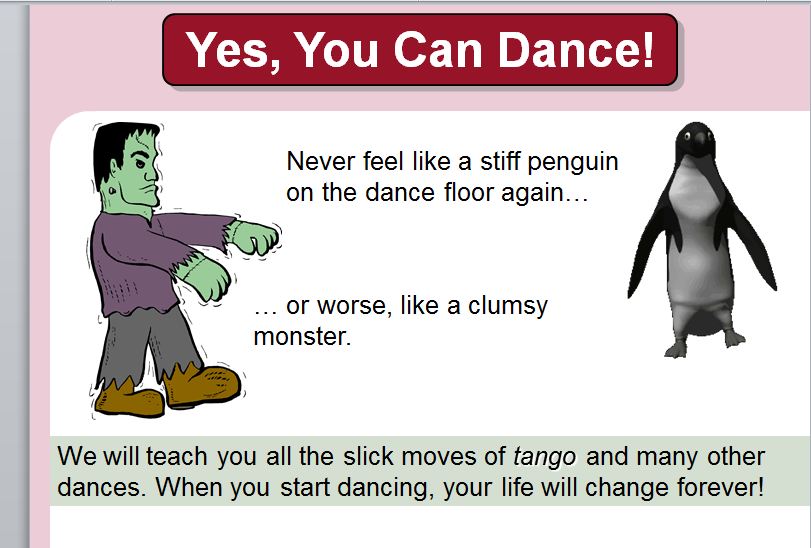 Yes, You Can Dance!
Never feel like a stiff penguin
on the dance floor again…
… or worse, like a clumsy
monster.
We will teach you all the slick moves of tango and many other
dances. When you start dancing, your life will change forever!